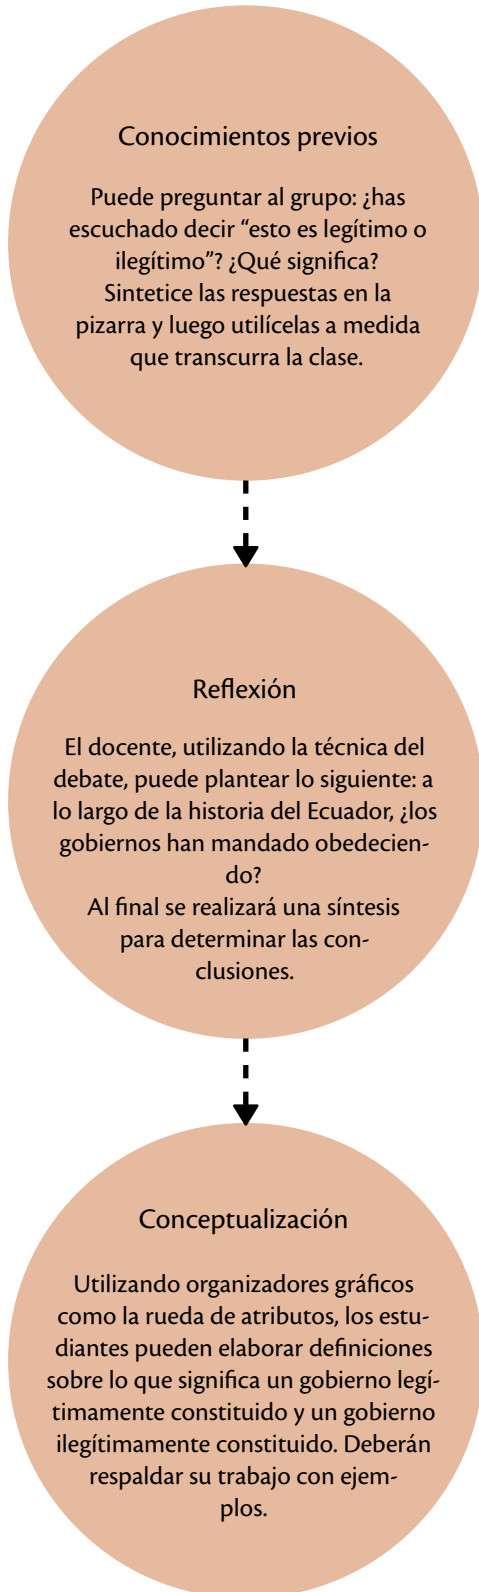 Conocimientos previos
Puede preguntar al grupo: ¿has
escuchado decir “esto es legítimo o
ilegítimo”? ¿Qué significa?
Sintetice las respuestas en la
pizarra y luego utilícelas a medida
que transcurra la clase.
Reflexión
El docente, utilizando la técnica del
debate, puede plantear lo siguiente: a
lo largo de la historia del Ecuador, ¿los
gobiernos han mandado obedecien-
do?
Al final se realizará una síntesis
para determinar las con-
clusiones.
Conceptualización
Utilizando organizadores gráficos
como la rueda de atributos, los estu-
diantes pueden elaborar definiciones
sobre lo que significa un gobierno legí-
timamente constituido y un gobierno
ilegítimamente constituido. Deberán
respaldar su trabajo con ejem-
plos.